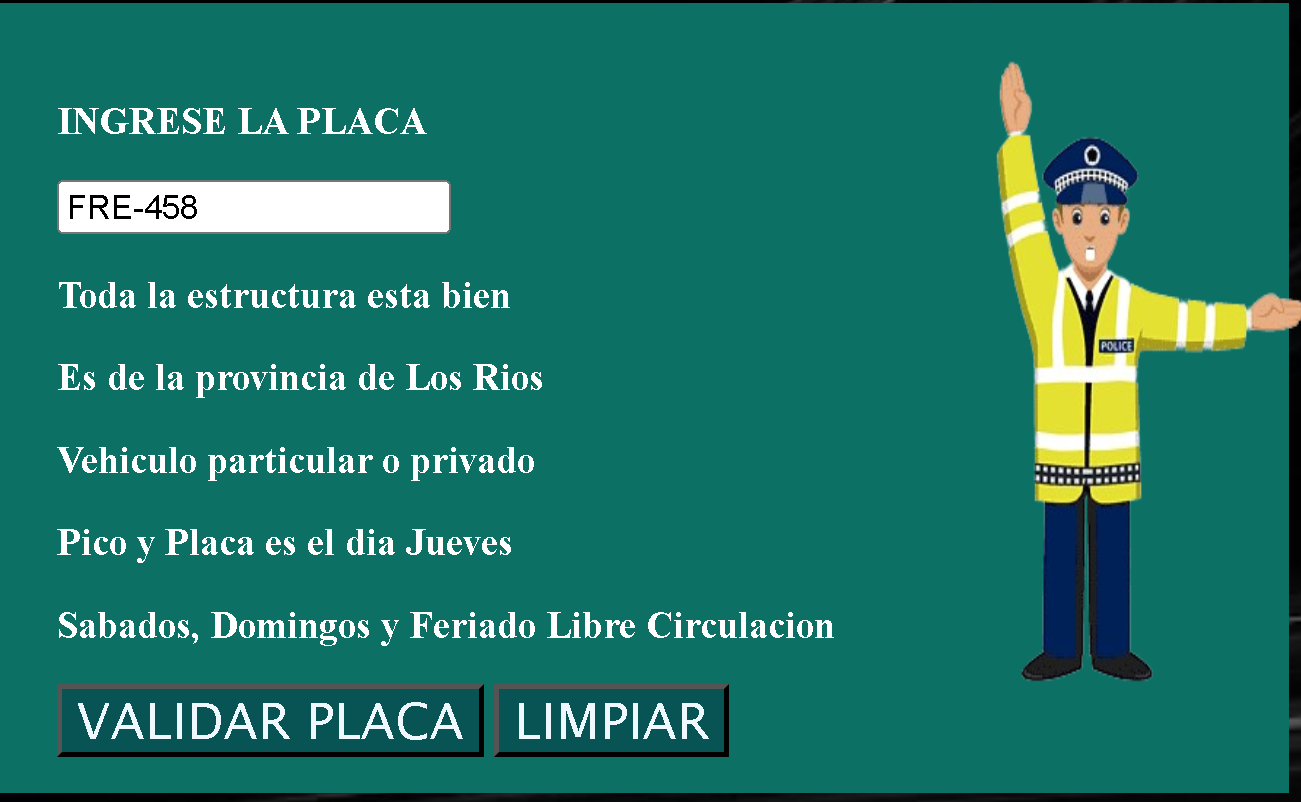 INGRESE LA PLACA
FRE-458
Toda la estructura esta bien
Es de la provincia de Los Rios
Vehiculo particular o privado
POLICE
Pico y Placa es el dia Jueves
Sabados, Domingos y Feriado Libre Circulacion
VALIDAR PLACA LIMPIAR